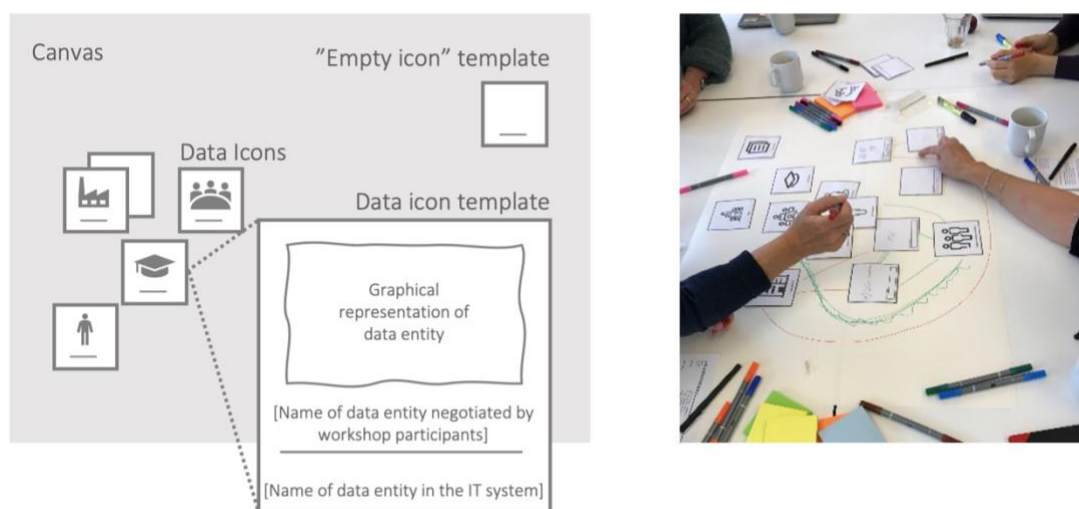 Canvas
”Empty icon” template
Data Icons
Data icon template
Graphical
representation of
data entity
[Name of data entity negotiated by
workshop participants]
[Name of data entity in the IT system]